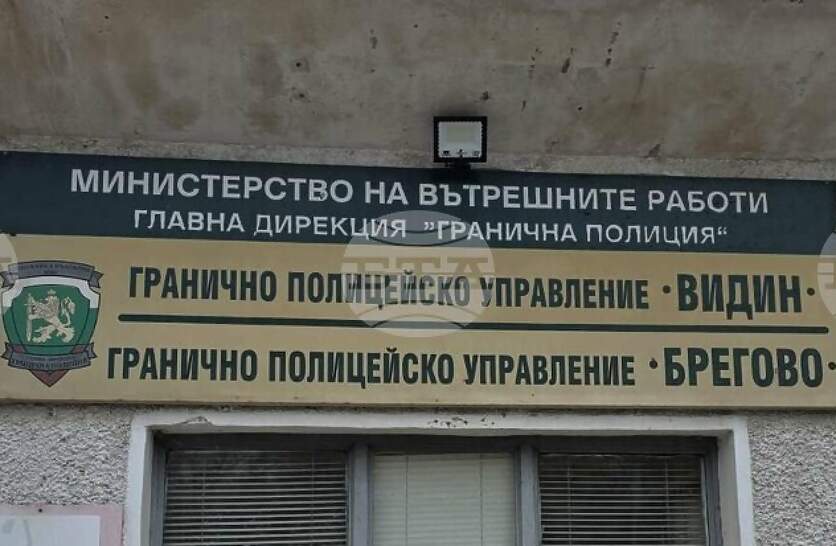 МИНИСТЕРСТВО НА ВЪТРЕШНИТЕ РАБОТИ
ГЛАВНА ДИРЕКЦИЯ "ГРАНИЧНА ПОЛИЦИЯ"
ГРАНИЧНО ПОЛИЦЕЙСКО УПРАВЛЕНИЕ · ВИДИН ·
ГРАНИЧНО ПОЛИЦЕЙСКО УПРАВЛЕНИЕ · БРЕГОВО ·